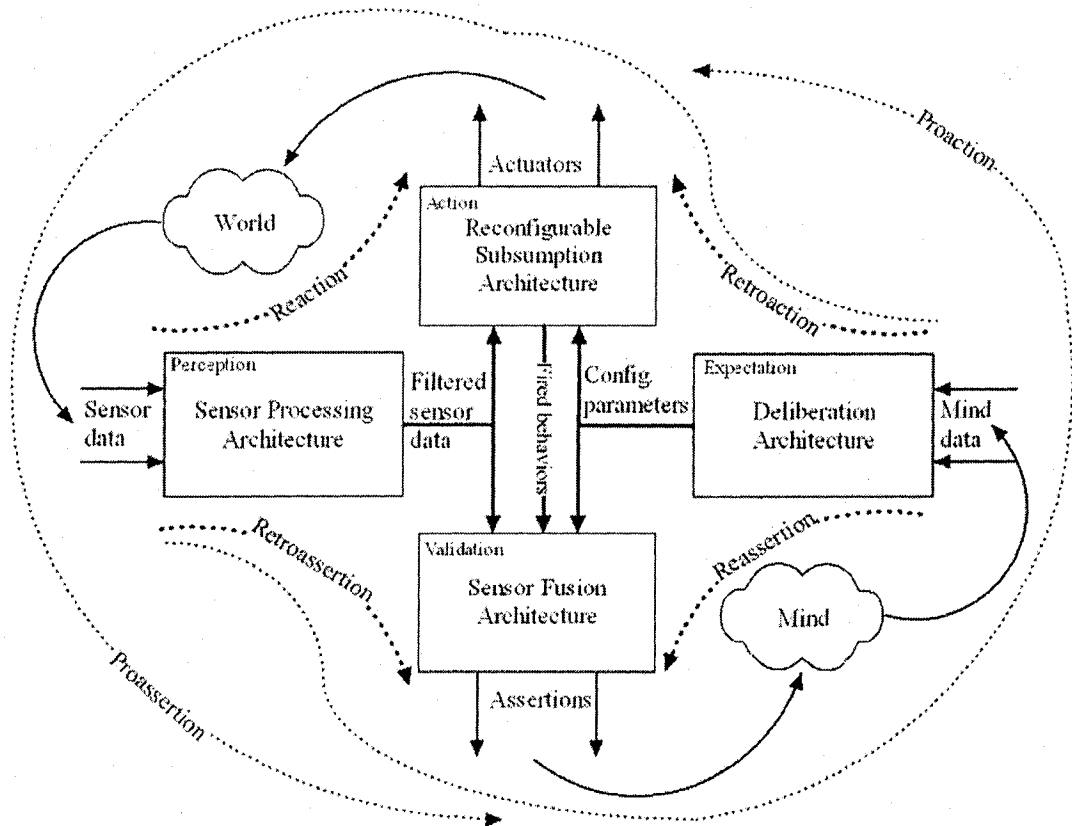 Proaction
Actuators
Action
Reconfigurable
Subsumption
Architecture
World
Reaction
Retroaction
Perception
Sensor Processing
Architecture
Sensor
data
Filtered
sensor
data
Fired behaviors
Config.
parameters
Expectation
Deliberation
Architecture
Mind
data
Retroassertion
Validation
Sensor Fusion
Architecture
Reassertion
Mind
Proassertion
Assertions